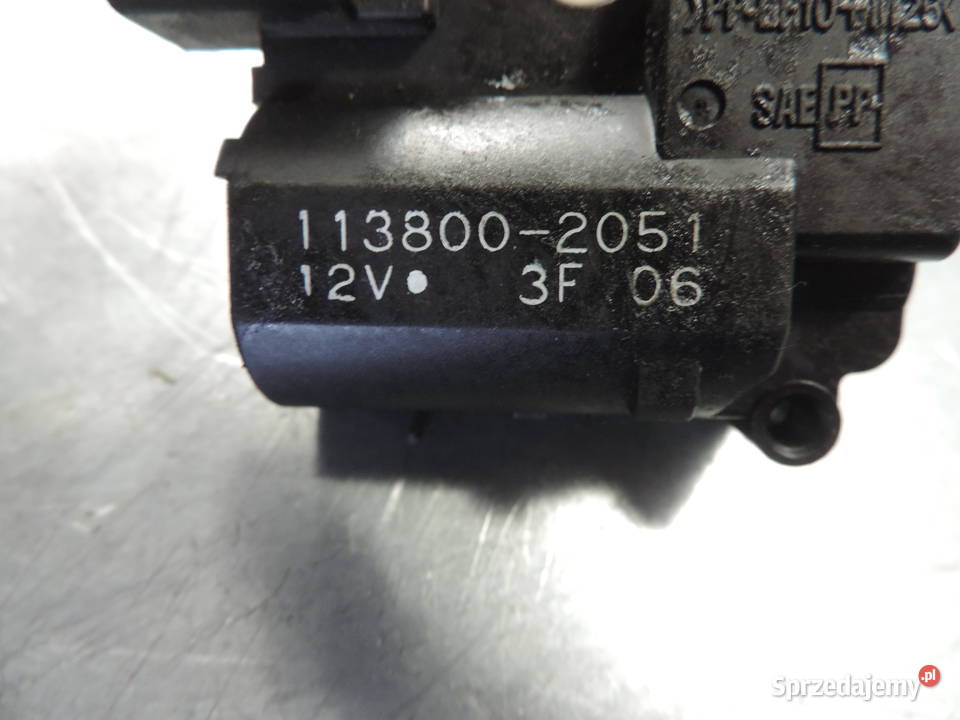 SAE PP
113800-2051
12V• 3F 06
Sprzedajemy.pl